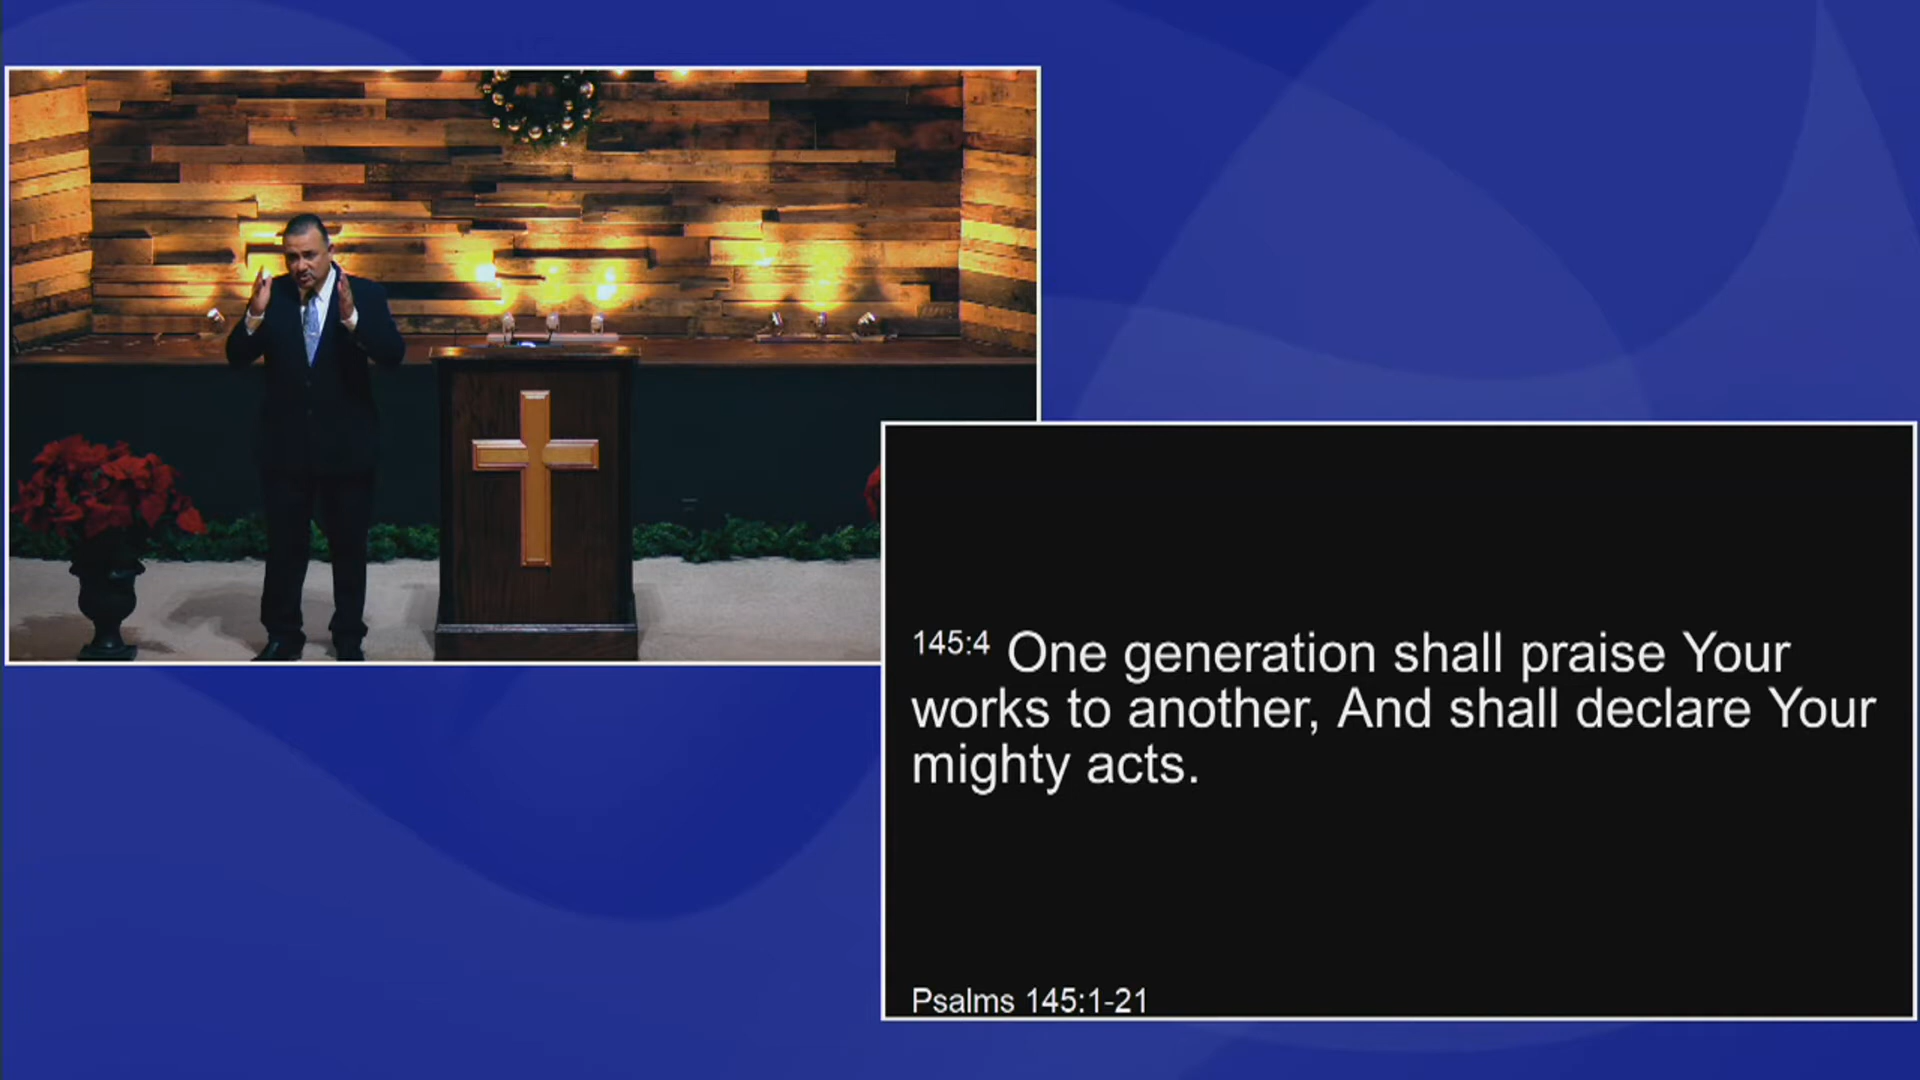 145:4 One generation shall praise Your
works to another, And shall declare Your
mighty acts.
Psalms 145:1-21